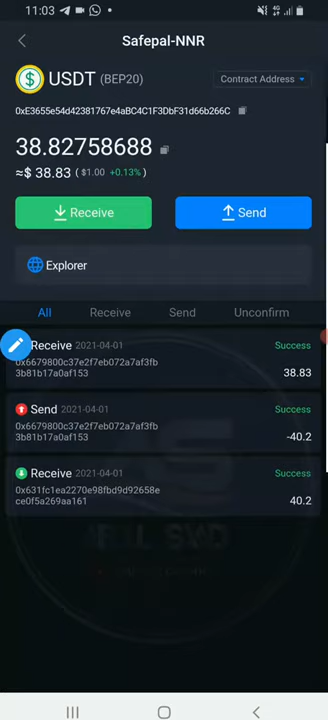 11:03
Safepal-NNR
USDT (BEP20)
Contract Address
0xE3655e54d42381767e4aBC4C1F3DbF31d66b266C
38.82758688
≈$ 38.83 ( $1.00 +0.13% )
Receive
Send
Explorer
All Receive Send Unconfirm
Receive 2021-04-01 Success
0x6679800c37e2f7eb072a7af3fb
3b81b17a0af153 38.83
Send 2021-04-01 Success
0x6679800c37e2f7eb072a7af3fb
3b81b17a0af153 -40.2
Receive 2021-04-01 Success
0x631fc1ea2270e98fbd9d92658e
ce0f5a269aa161 40.2